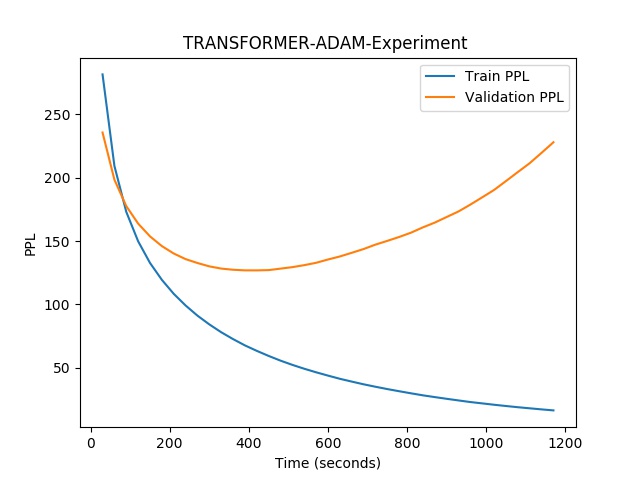 TRANSFORMER-ADAM-Experiment
Train PPL
Validation PPL
PPL
250
200
150
100
50
0 200 400 600 800 1000 1200
Time (seconds)